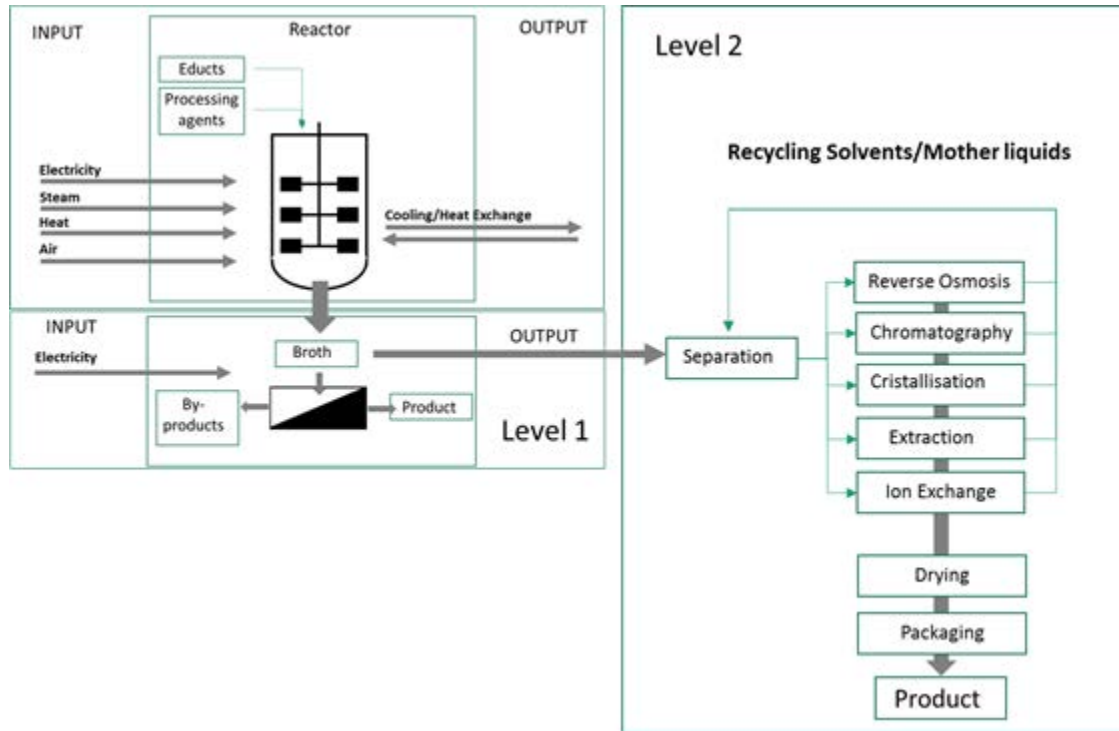 INPUT
Reactor
OUTPUT
Educts
Processing
agents
Electricity
Steam
Heat
Air
Cooling/Heat Exchange
INPUT
Electricity
Broth
OUTPUT
By-
products
Product
Level 1
Level 2
Recycling Solvents/Mother liquids
Separation
Reverse Osmosis
Chromatography
Cristallisation
Extraction
Ion Exchange
Drying
Packaging
Product